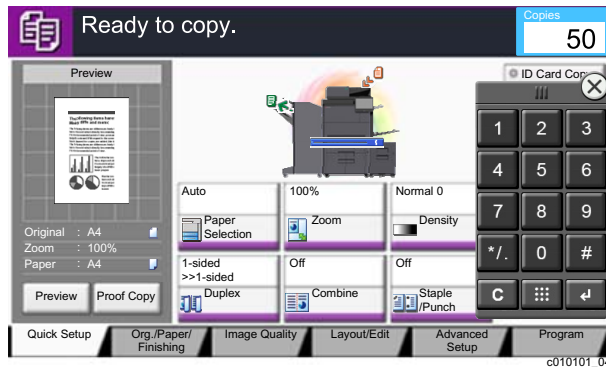 Ready to copy.
Copies
50
Preview
ID Card Copy
Original : A4
Zoom : 100%
Paper : A4
Preview
Proof Copy
Auto
Paper
Selection
100%
Zoom
Normal 0
Density
1-sided
>>1-sided
Duplex
Off
Combine
Off
Staple
/Punch
1 2 3
4 5 6
7 8 9
*/. 0 #
C
Quick Setup
Org./Paper/
Finishing
Image Quality
Layout/Edit
Advanced
Setup
Program
c010101_04